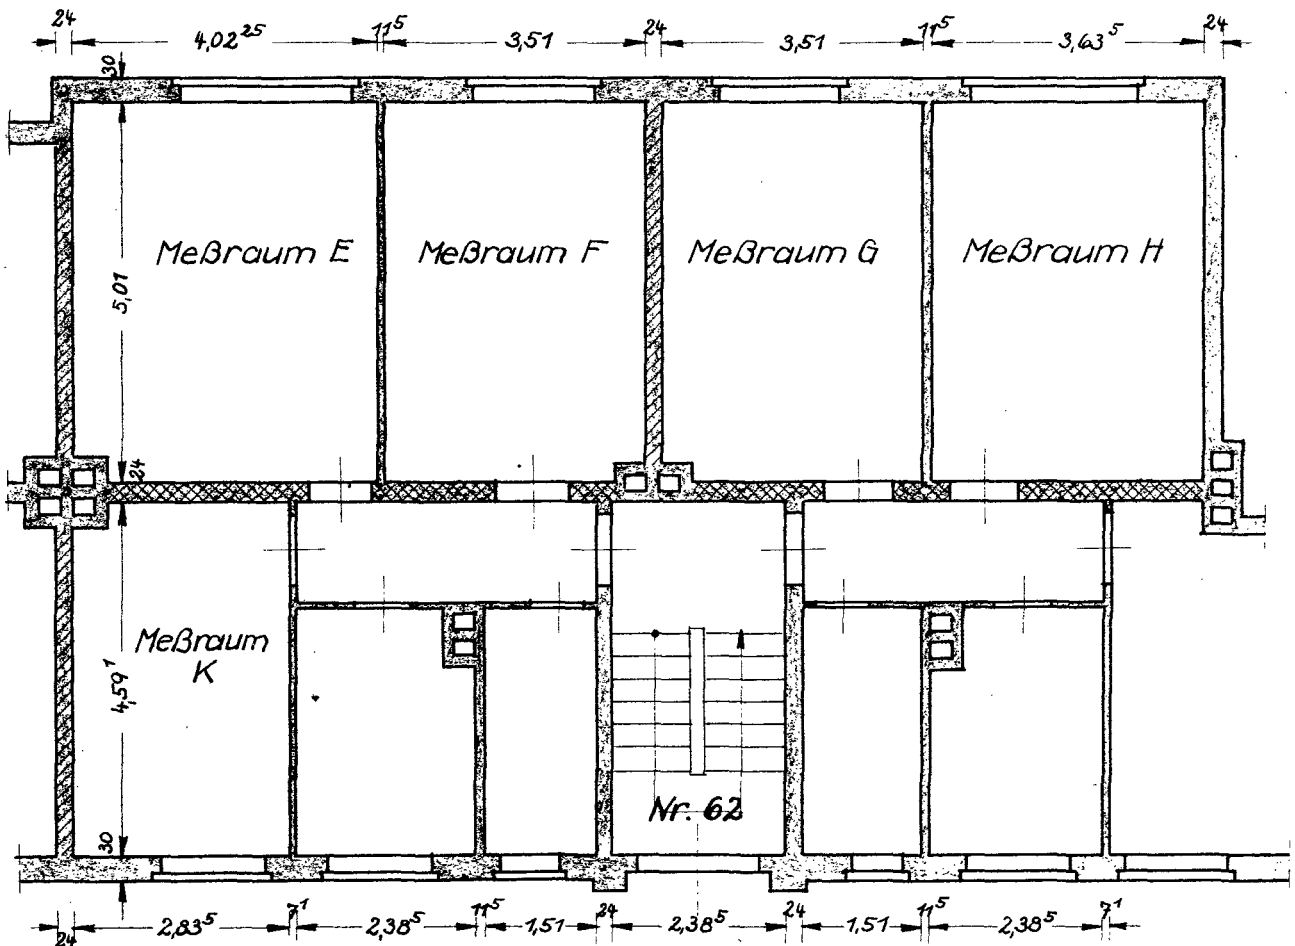 24 4,02²⁵ 11⁵ 3,51 24 3,51 11⁵ 3,63⁵ 24
30
Meßraum E Meßraum F Meßraum G Meßraum H
5,01
24
Meßraum
K
4,59¹
Nr. 62
30
24 2,83⁵ 7¹ 2,38⁵ 11⁵ 1,51 24 2,38⁵ 24 1,51 11⁵ 2,38⁵ 7¹